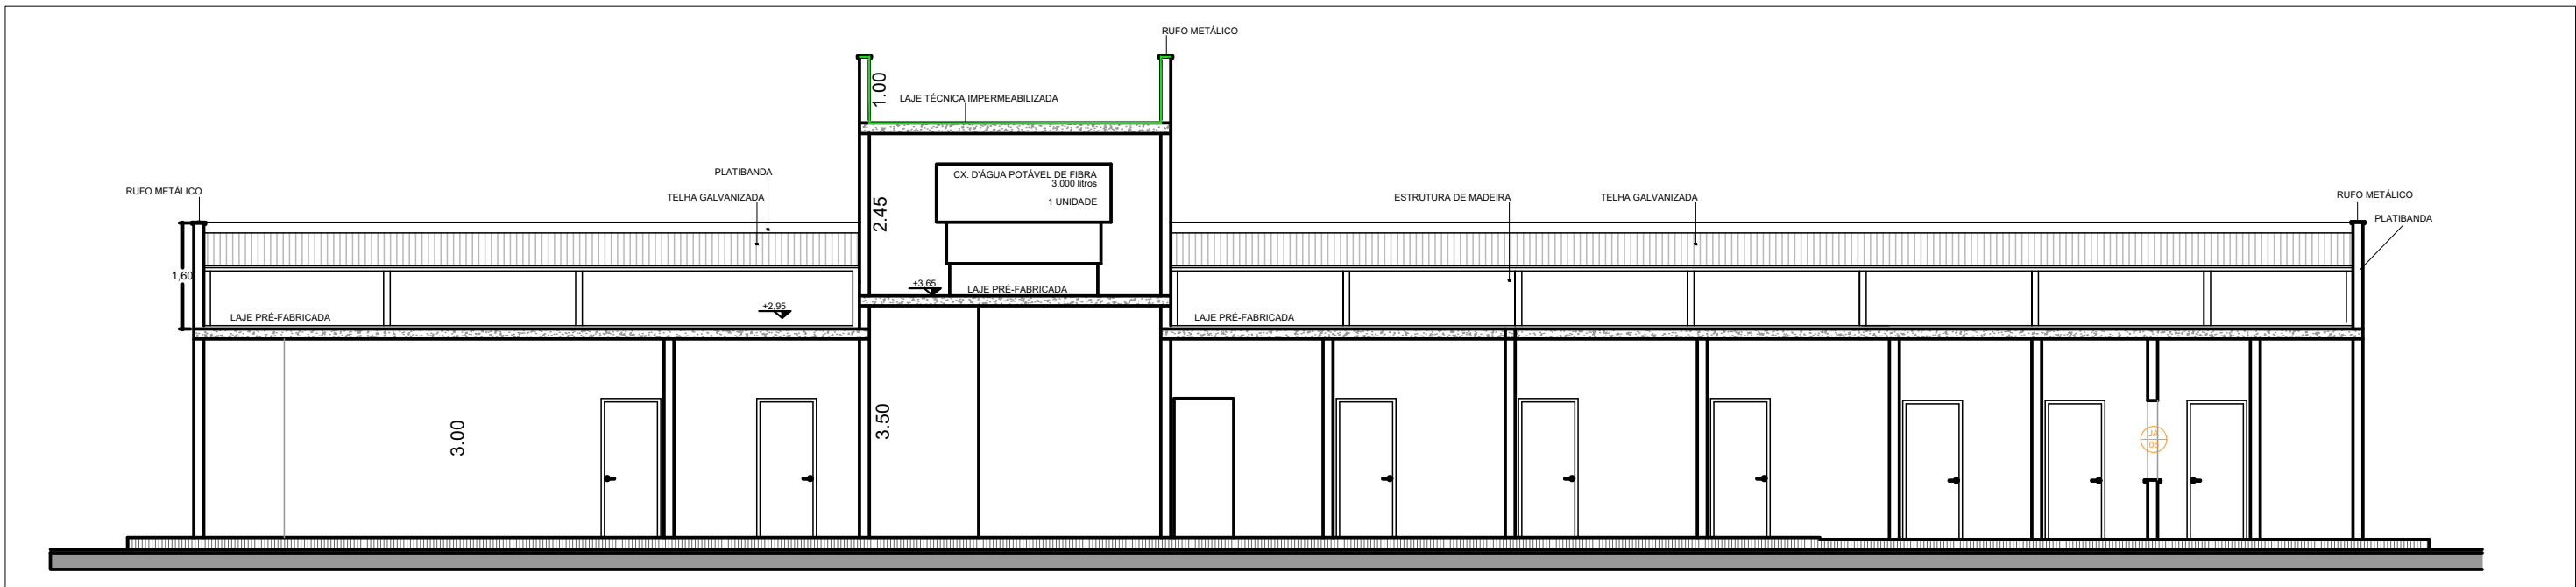 RUFO METÁLICO
1.00
LAJE TÉCNICA IMPERMEABILIZADA
PLATIBANDA
CX. D'ÁGUA POTÁVEL DE FIBRA
3.000 litros
1 UNIDADE
RUFO METÁLICO
TELHA GALVANIZADA
2.45
ESTRUTURA DE MADEIRA
TELHA GALVANIZADA
RUFO METÁLICO
PLATIBANDA
1,60
+3.65
LAJE PRÉ-FABRICADA
+2.95
LAJE PRÉ-FABRICADA
LAJE PRÉ-FABRICADA
3.00
3.50
JA
06